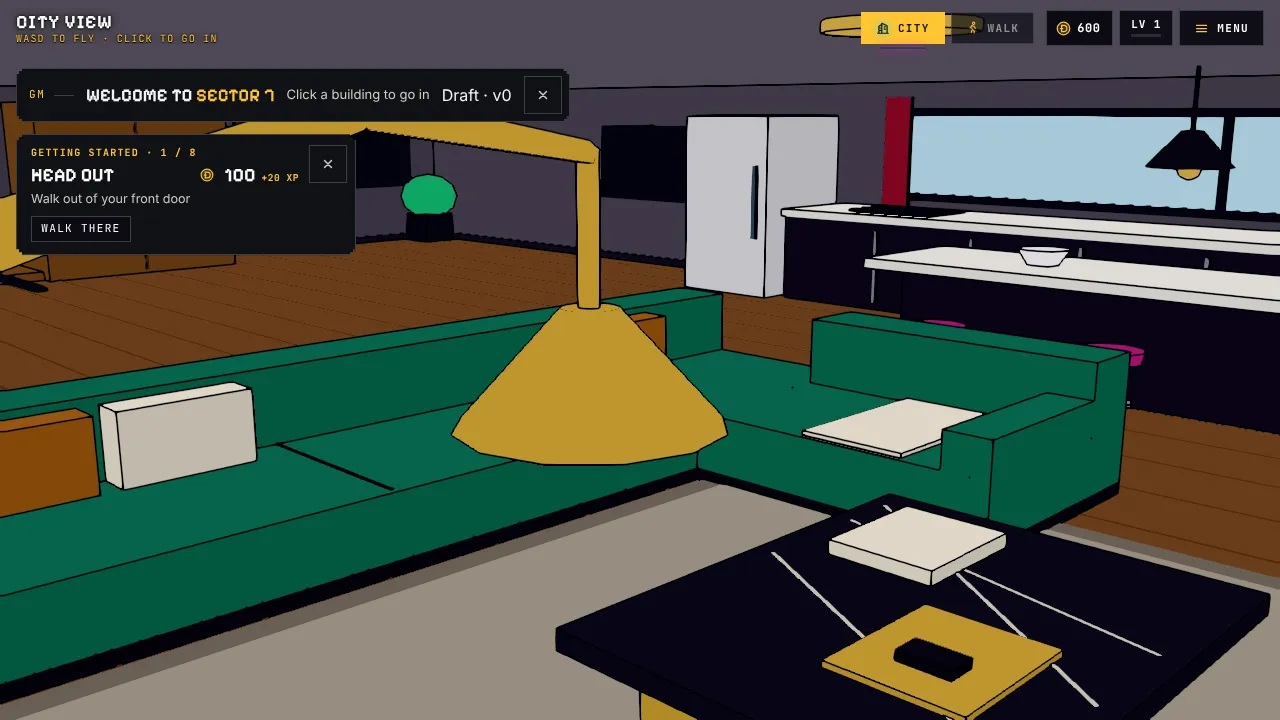 CITY VIEW
WASD TO FLY · CLICK TO GO IN
CITY
WALK
600
LV 1
MENU
GM
WELCOME TO SECTOR 7
Click a building to go in
Draft · v0
GETTING STARTED · 1 / 8
HEAD OUT
100 +20 XP
Walk out of your front door
WALK THERE